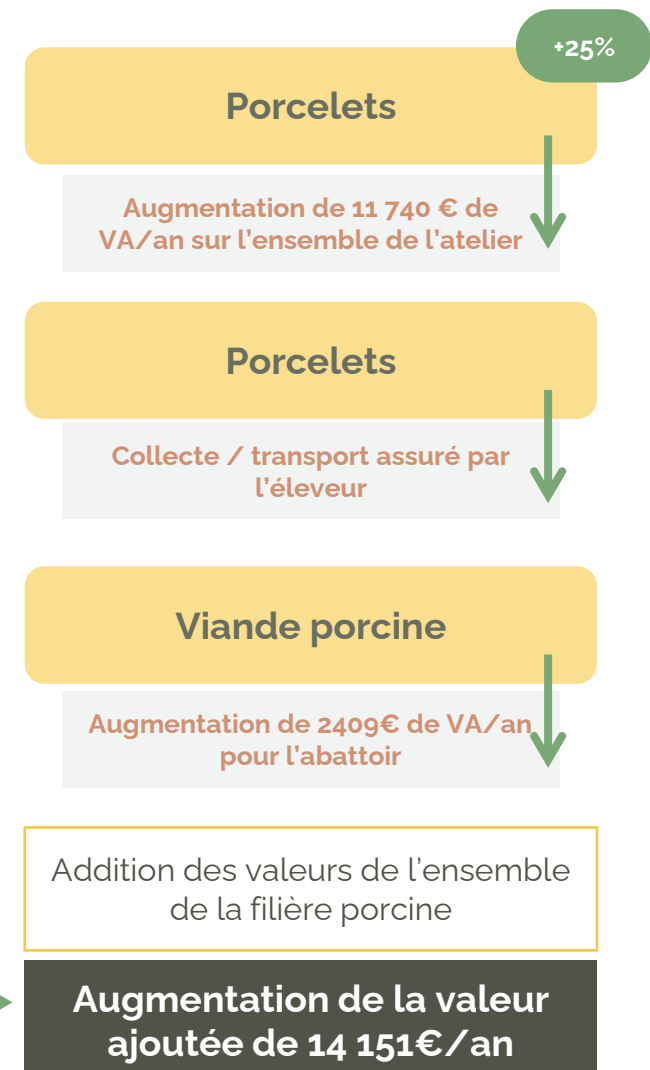 +25%
Porcelets
Augmentation de 11 740 € de
VA/an sur l’ensemble de l’atelier
Porcelets
Collecte / transport assuré par
l’éleveur
Viande porcine
Augmentation de 2409€ de VA/an
pour l’abattoir
Addition des valeurs de l’ensemble
de la filière porcine
Augmentation de la valeur
ajoutée de 14 151€/an